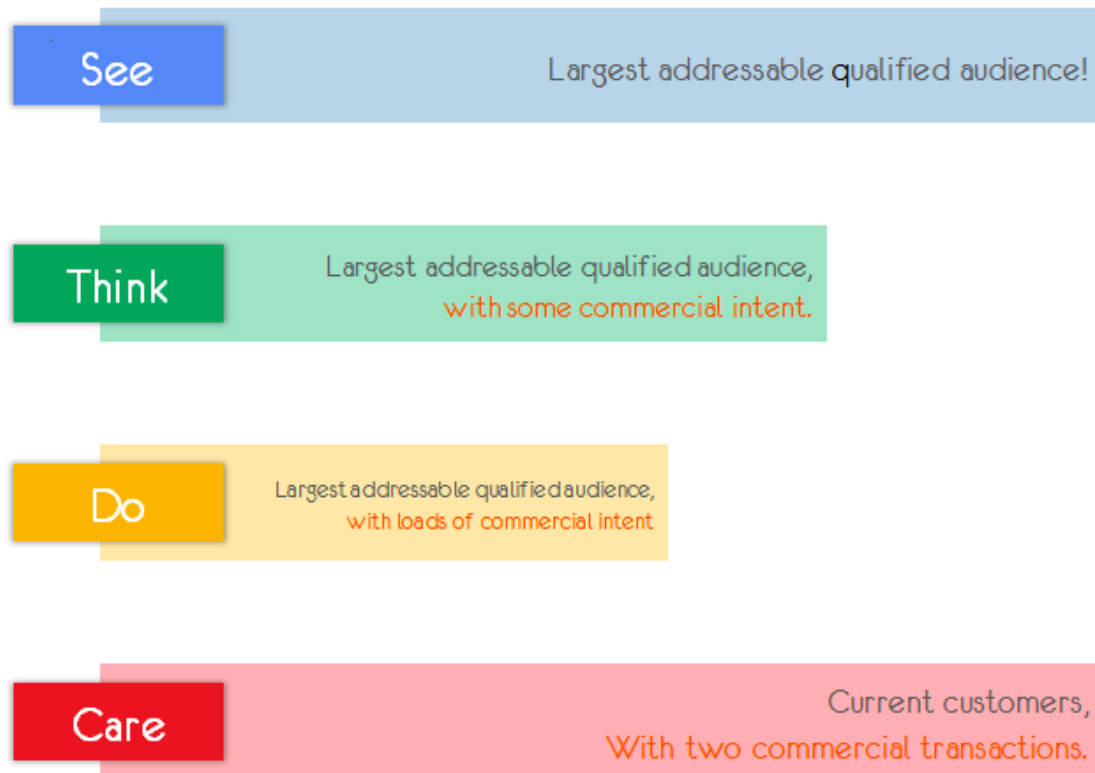 See
Largest addressable qualified audience!
Think
Largest addressable qualified audience,
with some commercial intent.
Do
Largest addressable qualified audience,
with loads of commercial intent
Care
Current customers,
With two commercial transactions.